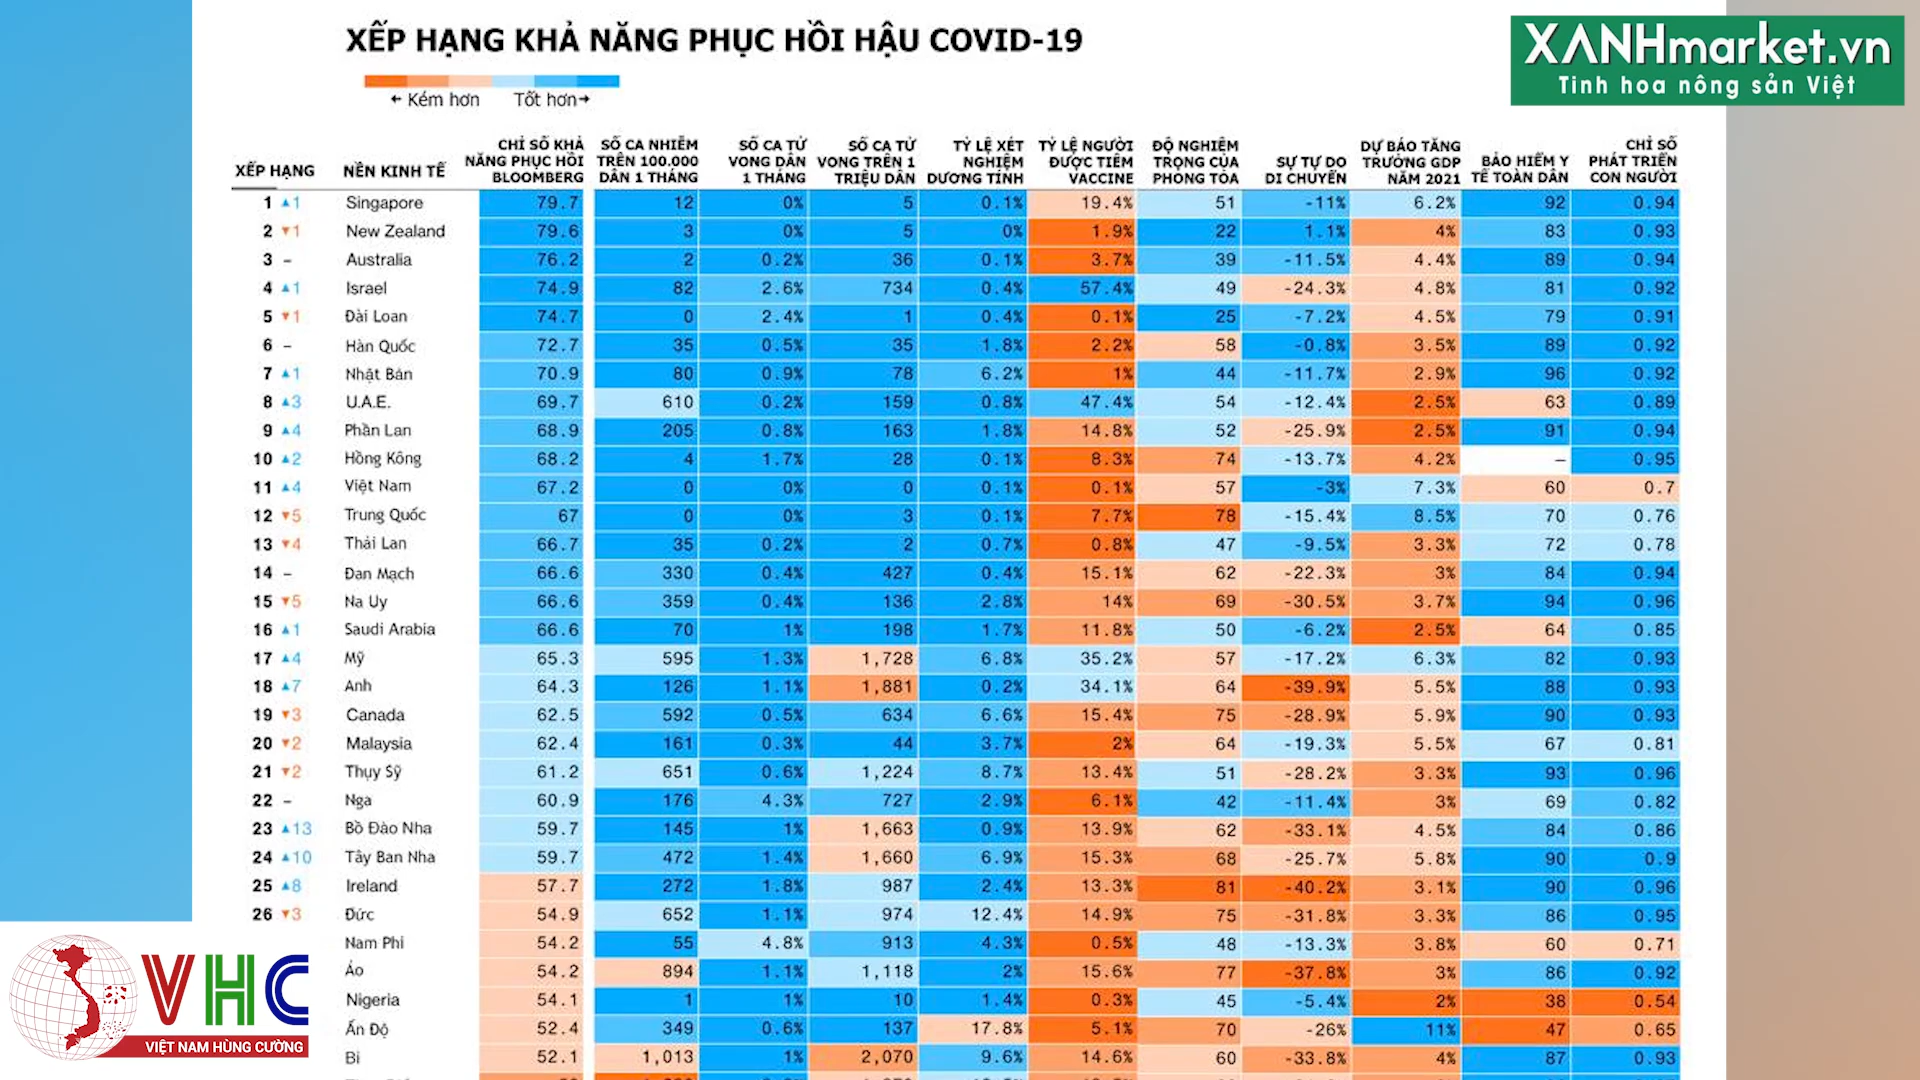 XẾP HẠNG KHẢ NĂNG PHỤC HỒI HẬU COVID-19
XANHmarket.vn
Tinh hoa nông sản Việt
← Kém hơn Tốt hơn →
XẾP HẠNG NỀN KINH TẾ CHỈ SỐ KHẢ NĂNG PHỤC HỒI BLOOMBERG SỐ CA NHIỄM TRÊN 100.000 DÂN 1 THÁNG SỐ CA TỬ VONG DÂN 1 THÁNG SỐ CA TỬ VONG TRÊN 1 TRIỆU DÂN TỶ LỆ XÉT NGHIỆM DƯƠNG TÍNH TỶ LỆ NGƯỜI ĐƯỢC TIÊM VACCINE ĐỘ NGHIÊM TRỌNG CỦA PHONG TỎA SỰ TỰ DO DI CHUYỂN DỰ BÁO TĂNG TRƯỞNG GDP NĂM 2021 BẢO HIỂM Y TẾ TOÀN DÂN CHỈ SỐ PHÁT TRIỂN CON NGƯỜI
1 ▲1 Singapore 79.7 12 0% 5 0.1% 19.4% 51 -11% 6.2% 92 0.94
2 ▼1 New Zealand 79.6 3 0% 5 0% 1.9% 22 1.1% 4% 83 0.93
3 – Australia 76.2 2 0.2% 36 0.1% 3.7% 39 -11.5% 4.4% 89 0.94
4 ▲1 Israel 74.9 82 2.6% 734 0.4% 57.4% 49 -24.3% 4.8% 81 0.92
5 ▼1 Đài Loan 74.7 0 2.4% 1 0.4% 0.1% 25 -7.2% 4.5% 79 0.91
6 – Hàn Quốc 72.7 35 0.5% 35 1.8% 2.2% 58 -0.8% 3.5% 89 0.92
7 ▲1 Nhật Bản 70.9 80 0.9% 78 6.2% 1% 44 -11.7% 2.9% 96 0.92
8 ▲3 U.A.E. 69.7 610 0.2% 159 0.8% 47.4% 54 -12.4% 2.5% 63 0.89
9 ▲4 Phần Lan 68.9 205 0.8% 163 1.8% 14.8% 52 -25.9% 2.5% 91 0.94
10 ▲2 Hồng Kông 68.2 4 1.7% 28 0.1% 8.3% 74 -13.7% 4.2% – 0.95
11 ▲4 Việt Nam 67.2 0 0% 0 0.1% 0.1% 57 -3% 7.3% 60 0.7
12 ▼5 Trung Quốc 67 0 0% 3 0.1% 7.7% 78 -15.4% 8.5% 70 0.76
13 ▼4 Thái Lan 66.7 35 0.2% 2 0.7% 0.8% 47 -9.5% 3.3% 72 0.78
14 – Đan Mạch 66.6 330 0.4% 427 0.4% 15.1% 62 -22.3% 3% 84 0.94
15 ▼5 Na Uy 66.6 359 0.4% 136 2.8% 14% 69 -30.5% 3.7% 94 0.96
16 ▲1 Saudi Arabia 66.6 70 1% 198 1.7% 11.8% 50 -6.2% 2.5% 64 0.85
17 ▲4 Mỹ 65.3 595 1.3% 1,728 6.8% 35.2% 57 -17.2% 6.3% 82 0.93
18 ▲7 Anh 64.3 126 1.1% 1,881 0.2% 34.1% 64 -39.9% 5.5% 88 0.93
19 ▼3 Canada 62.5 592 0.5% 634 6.6% 15.4% 75 -28.9% 5.9% 90 0.93
20 ▼2 Malaysia 62.4 161 0.3% 44 3.7% 2% 64 -19.3% 5.5% 67 0.81
21 ▼2 Thụy Sỹ 61.2 651 0.6% 1,224 8.7% 13.4% 51 -28.2% 3.3% 93 0.96
22 – Nga 60.9 176 4.3% 727 2.9% 6.1% 42 -11.4% 3% 69 0.82
23 ▲13 Bồ Đào Nha 59.7 145 1% 1,663 0.9% 13.9% 62 -33.1% 4.5% 84 0.86
24 ▲10 Tây Ban Nha 59.7 472 1.4% 1,660 6.9% 15.3% 68 -25.7% 5.8% 90 0.9
25 ▲8 Ireland 57.7 272 1.8% 987 2.4% 13.3% 81 -40.2% 3.1% 90 0.96
26 ▼3 Đức 54.9 652 1.1% 974 12.4% 14.9% 75 -31.8% 3.3% 86 0.95
Nam Phi 54.2 55 4.8% 913 4.3% 0.5% 48 -13.3% 3.8% 60 0.71
Áo 54.2 894 1.1% 1,118 2% 15.6% 77 -37.8% 3% 86 0.92
Nigeria 54.1 1 1% 10 1.4% 0.3% 45 -5.4% 2% 38 0.54
Ấn Độ 52.4 349 0.6% 137 17.8% 5.1% 70 -26% 11% 47 0.65
Bỉ 52.1 1,013 1% 2,070 9.6% 14.6% 60 -33.8% 4% 87 0.93
VHC
VIỆT NAM HÙNG CƯỜNG